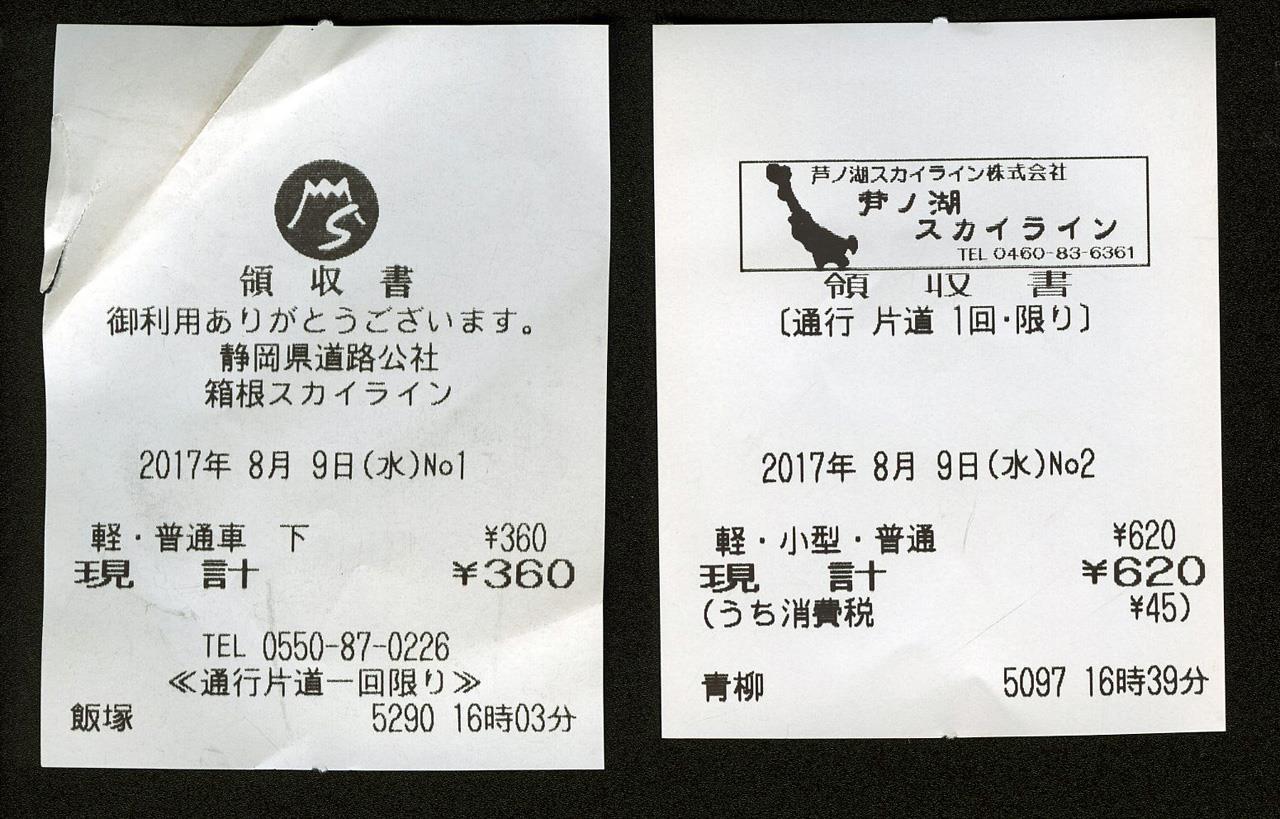 S
領 収 書
御利用ありがとうございます。
静岡県道路公社
箱根スカイライン
2017年 8月 9日(水)No1
軽・普通車 下 ¥360
現 計 ¥360
TEL 0550-87-0226
≪通行片道一回限り≫
飯塚 5290 16時03分
芦ノ湖スカイライン株式会社
芦ノ湖
スカイライン
TEL 0460-83-6361
領 収 書
〔通行 片道 1回・限り〕
2017年 8月 9日(水)No2
軽・小型・普通 ¥620
現 計 ¥620
(うち消費税 ¥45)
青柳 5097 16時39分